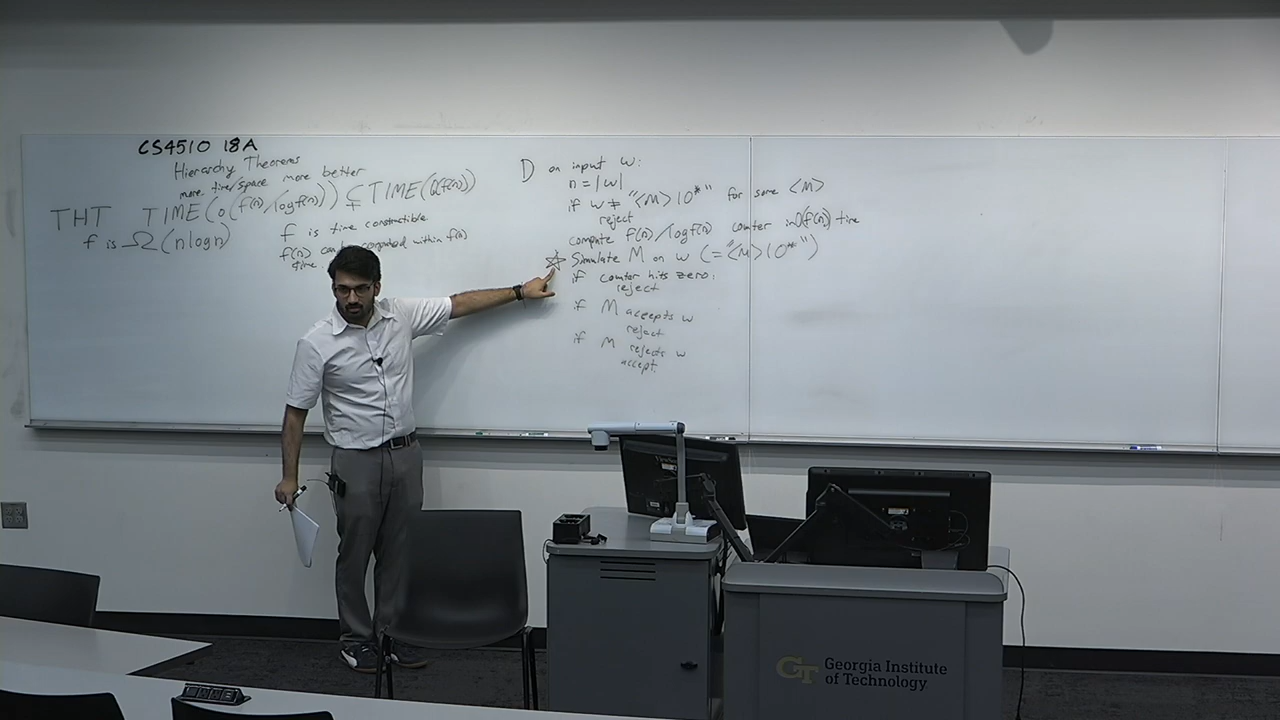 CS4510 18A
Hierarchy Theorems
more time/space more better
THT TIME(o(f(n)/logf(n))) ⊊ TIME(O(f(n)))
f is Ω(nlogn)
f is time constructible
f(n) can be computed within f(n)
time
D on input w:
n = |w|
if w ≠ "<M>10*" for some <M>
reject
compute f(n)/logf(n) counter in O(f(n)) time
☆ Simulate M on w (="<M>10*")
if counter hits zero:
reject
if M accepts w
reject
if M rejects w
accept.
GT Georgia Institute
of Technology